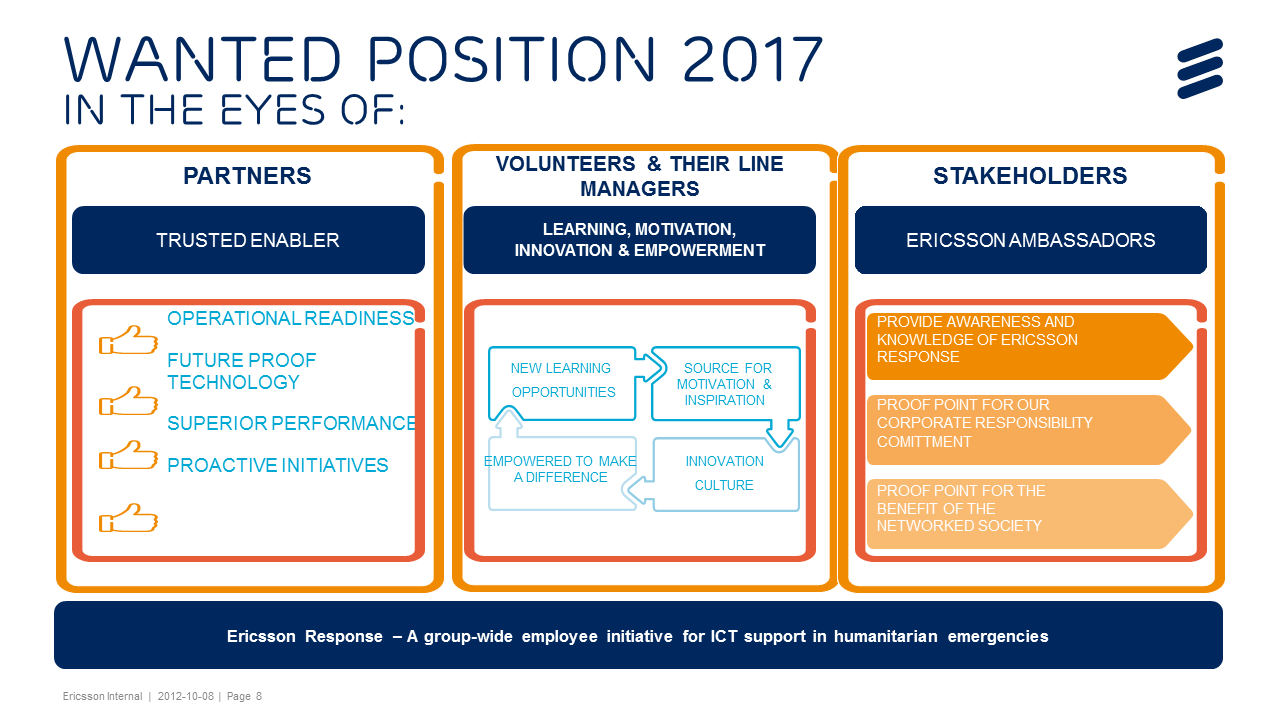 WANTED POSITION 2017
IN THE EYES OF:
PARTNERS
TRUSTED ENABLER
OPERATIONAL READINESS
FUTURE PROOF
TECHNOLOGY
SUPERIOR PERFORMANCE
PROACTIVE INITIATIVES
VOLUNTEERS & THEIR LINE
MANAGERS
LEARNING, MOTIVATION,
INNOVATION & EMPOWERMENT
NEW LEARNING
OPPORTUNITIES
SOURCE FOR
MOTIVATION &
INSPIRATION
EMPOWERED TO MAKE
A DIFFERENCE
INNOVATION
CULTURE
STAKEHOLDERS
ERICSSON AMBASSADORS
PROVIDE AWARENESS AND
KNOWLEDGE OF ERICSSON
RESPONSE
PROOF POINT FOR OUR
CORPORATE RESPONSIBILITY
COMITTMENT
PROOF POINT FOR THE
BENEFIT OF THE
NETWORKED SOCIETY
Ericsson Response – A group-wide employee initiative for ICT support in humanitarian emergencies
Ericsson Internal | 2012-10-08 | Page 8